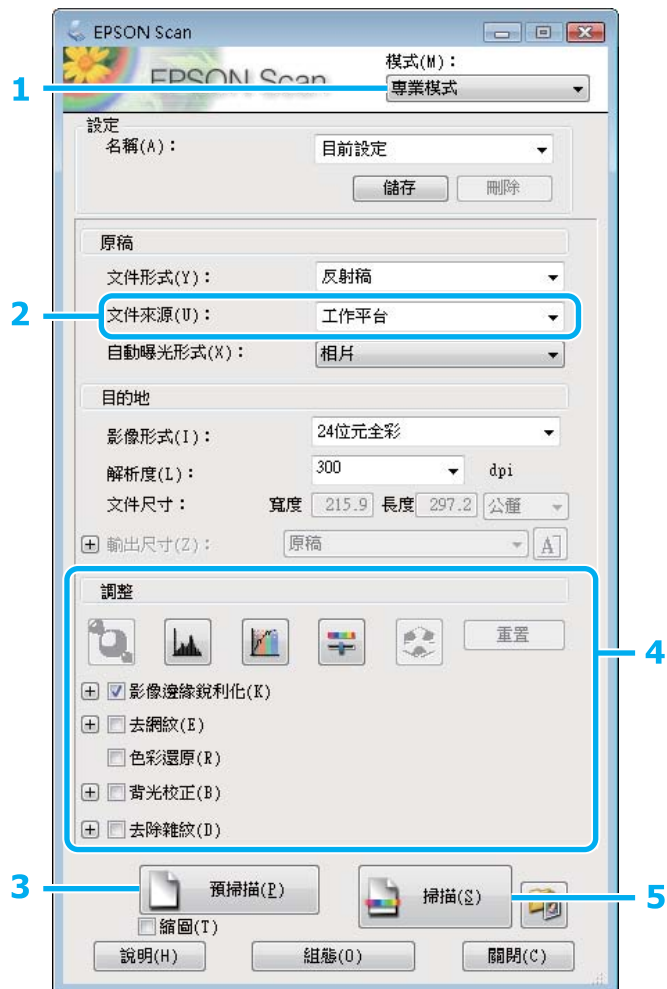 EPSON Scan
EPSON Scan
模式(M):
1
專業模式
設定
名稱(A):
目前設定
儲存
刪除
原稿
文件形式(Y):
反射稿
2
文件來源(U):
工作平台
自動曝光形式(X):
相片
目的地
影像形式(I):
24位元全彩
解析度(L):
300
dpi
文件尺寸:
寬度 215.9 長度 297.2 公釐
輸出尺寸(Z):
原稿
A
調整
重置
4
影像邊緣銳利化(K)
去網紋(E)
色彩還原(R)
背光校正(B)
去除雜紋(D)
3
預掃描(P)
掃描(S)
5
縮圖(T)
說明(H)
組態(O)
關閉(C)